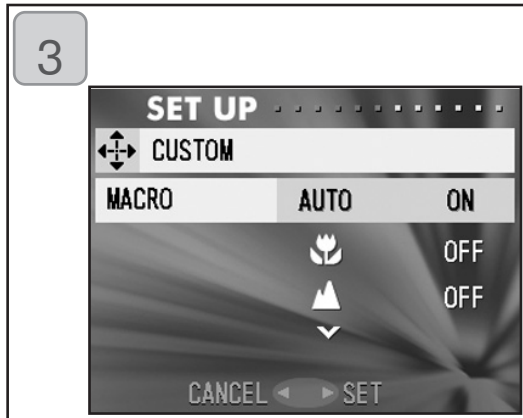 3
SET UP
CUSTOM
MACRO AUTO ON
OFF
OFF
CANCEL SET